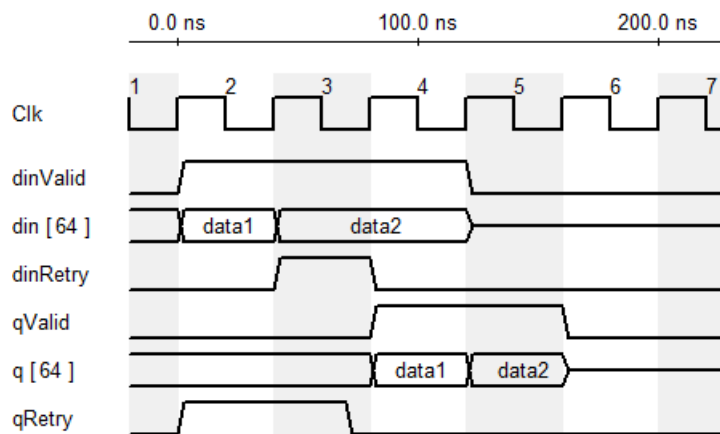 0.0 ns 100.0 ns 200.0 ns
1 2 3 4 5 6 7
Clk
dinValid
din [64] data1 data2
dinRetry
qValid
q [64] data1 data2
qRetry